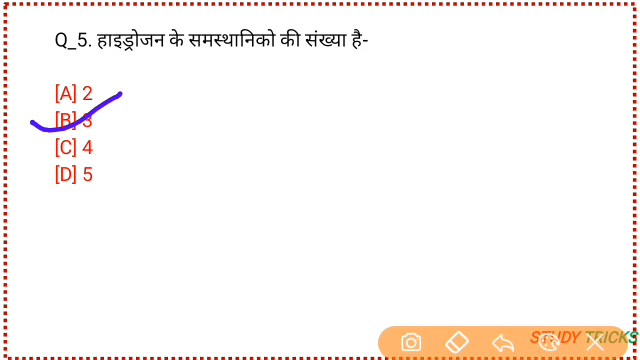 Q_5. हाइड्रोजन के समस्थानिको की संख्या है-
[A] 2
[B] 3
[C] 4
[D] 5
STUDY TRICKS